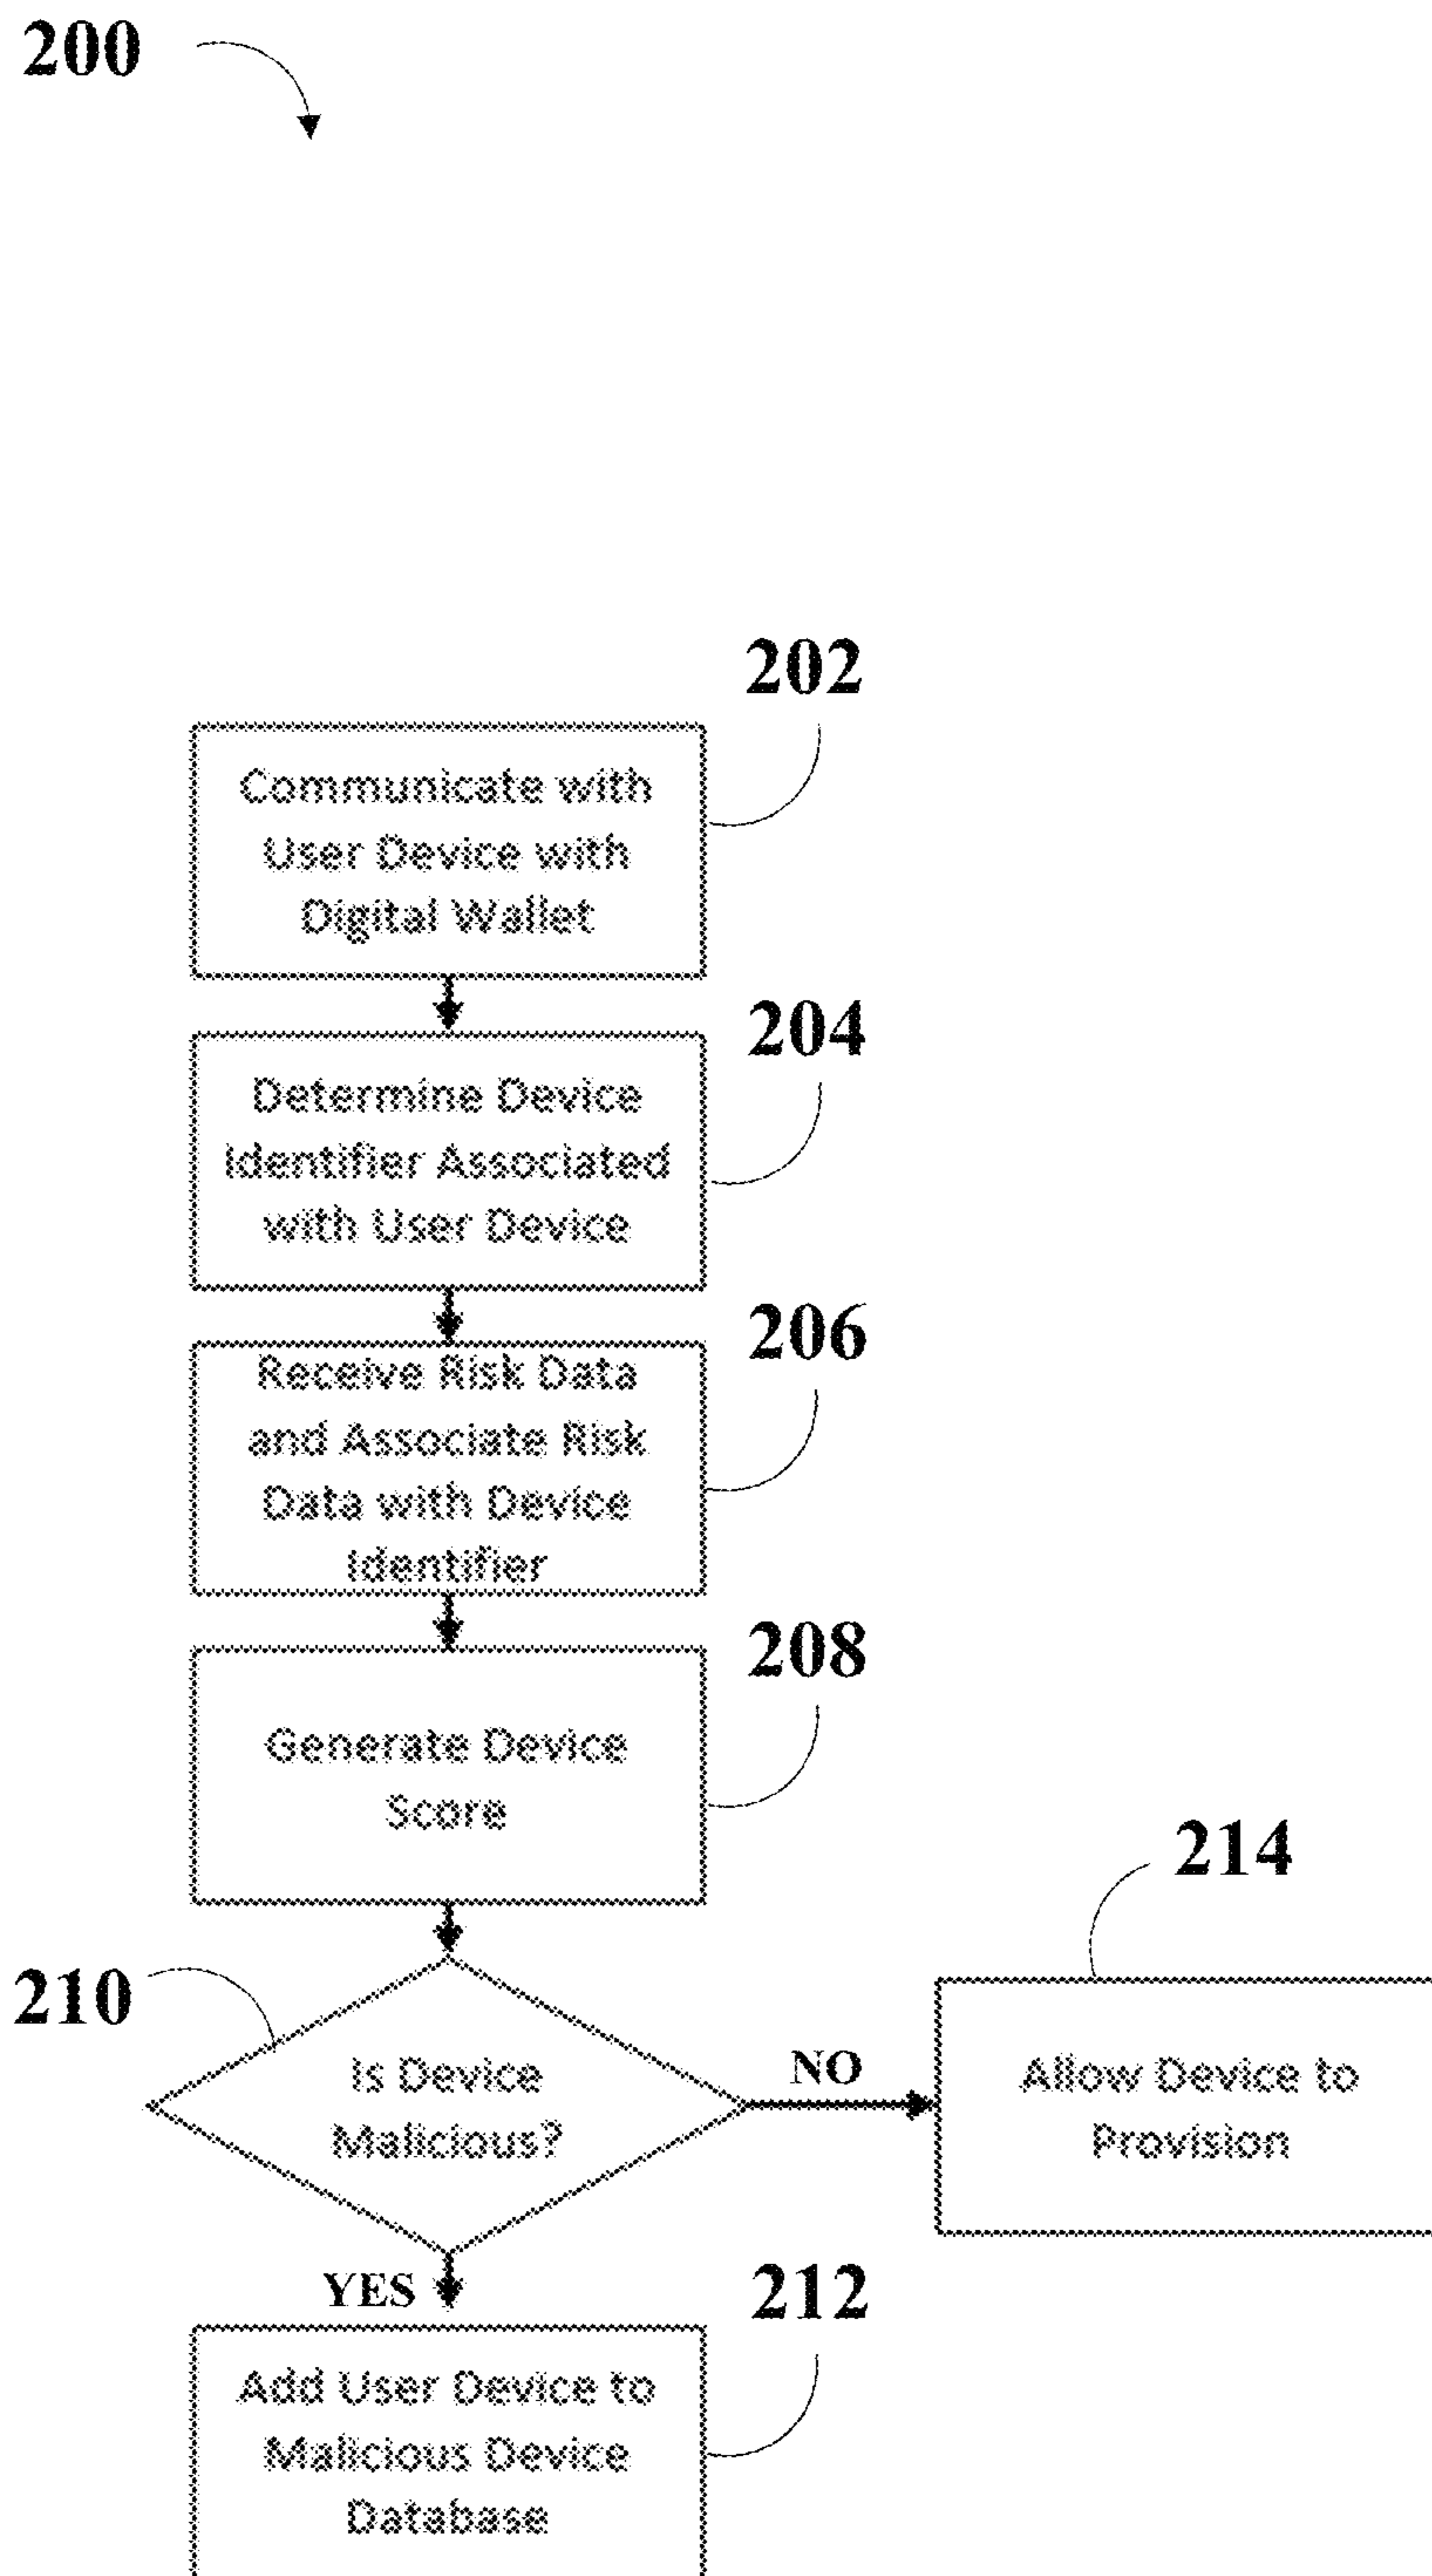 200
202
Communicate with
User Device with
Digital Wallet
204
Determine Device
Identifier Associated
with User Device
206
Receive Risk Data
and Associate Risk
Data with Device
Identifier
208
Generate Device
Score
214
210
Is Device
Malicious?
NO
Allow Device to
Provision
YES
212
Add User Device to
Malicious Device
Database